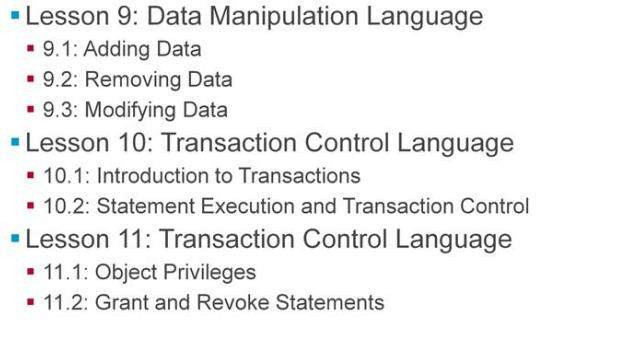 Lesson 9: Data Manipulation Language
9.1: Adding Data
9.2: Removing Data
9.3: Modifying Data
Lesson 10: Transaction Control Language
10.1: Introduction to Transactions
10.2: Statement Execution and Transaction Control
Lesson 11: Transaction Control Language
11.1: Object Privileges
11.2: Grant and Revoke Statements